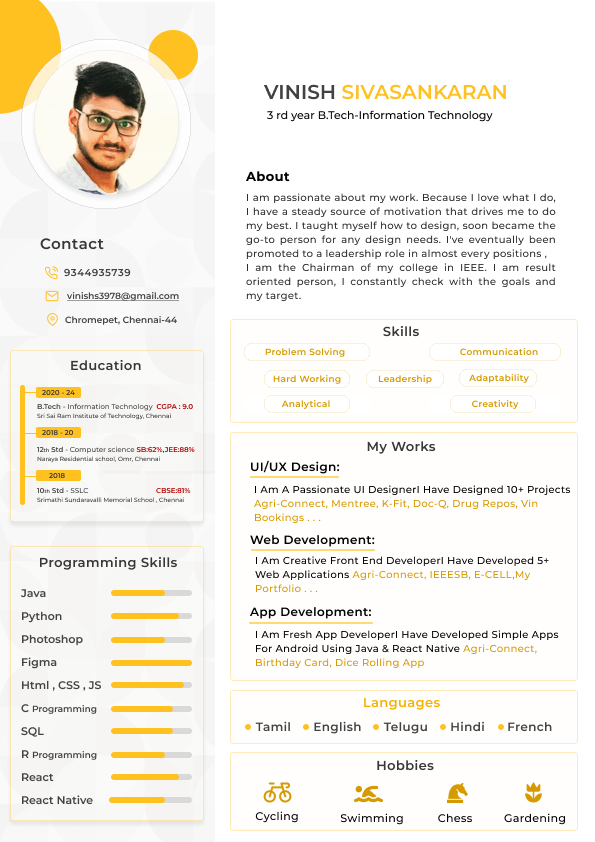 VINISH SIVASANKARAN
3 rd year B.Tech-Information Technology
Contact
9344935739
vinishs3978@gmail.com
Chromepet, Chennai-44
Education
2020 - 24
B.Tech - Information Technology CGPA : 9.0
Sri Sai Ram Institute of Technology, Chennai
2018 - 20
12th Std - Computer science SB:62%,JEE:88%
Naraya Residential school, Omr, Chennai
2018
10th Std - SSLC CBSE:81%
Srimathi Sundaravalli Memorial School , Chennai
Programming Skills
Java
Python
Photoshop
Figma
Html , CSS , JS
C Programming
SQL
R Programming
React
React Native
About
I am passionate about my work. Because I love what I do,
I have a steady source of motivation that drives me to do
my best. I taught myself how to design, soon became the
go-to person for any design needs. I've eventually been
promoted to a leadership role in almost every positions ,
I am the Chairman of my college in IEEE. I am result
oriented person, I constantly check with the goals and
my target.
Skills
Problem Solving
Communication
Hard Working
Leadership
Adaptability
Analytical
Creativity
My Works
UI/UX Design:
I Am A Passionate UI DesignerI Have Designed 10+ Projects
Agri-Connect, Mentree, K-Fit, Doc-Q, Drug Repos, Vin
Bookings . . .
Web Development:
I Am Creative Front End DeveloperI Have Developed 5+
Web Applications Agri-Connect, IEEESB, E-CELL,My
Portfolio . . .
App Development:
I Am Fresh App DeveloperI Have Developed Simple Apps
For Android Using Java & React Native Agri-Connect,
Birthday Card, Dice Rolling App
Languages
Tamil English Telugu Hindi French
Hobbies
Cycling Swimming Chess Gardening